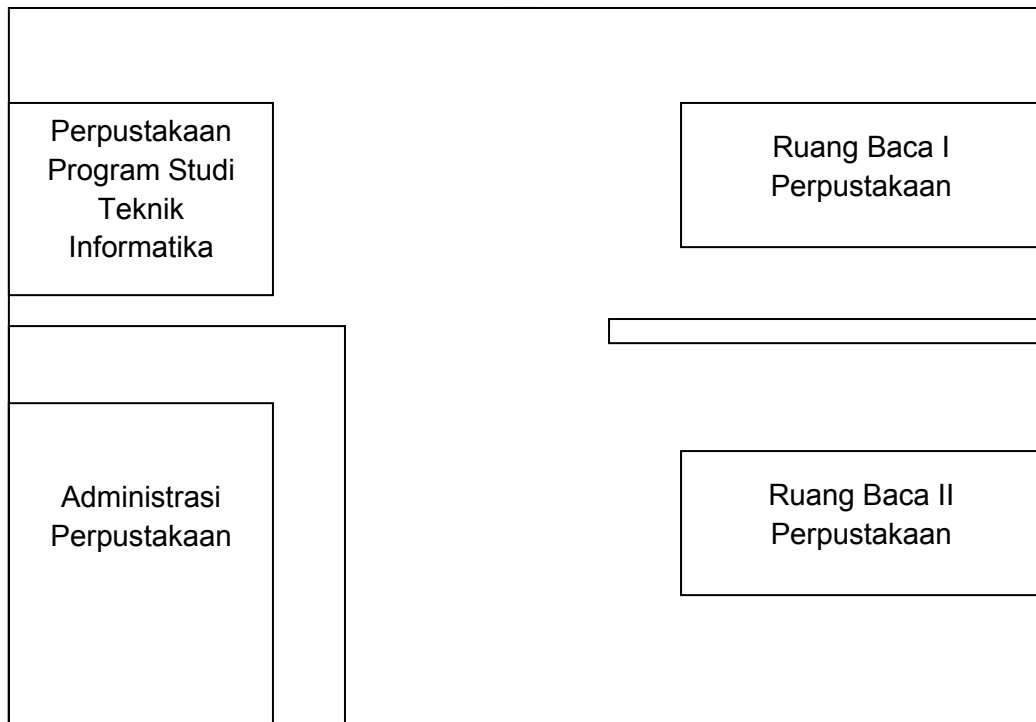 Perpustakaan
Program Studi
Teknik
Informatika
Ruang Baca I
Perpustakaan
Administrasi
Perpustakaan
Ruang Baca II
Perpustakaan